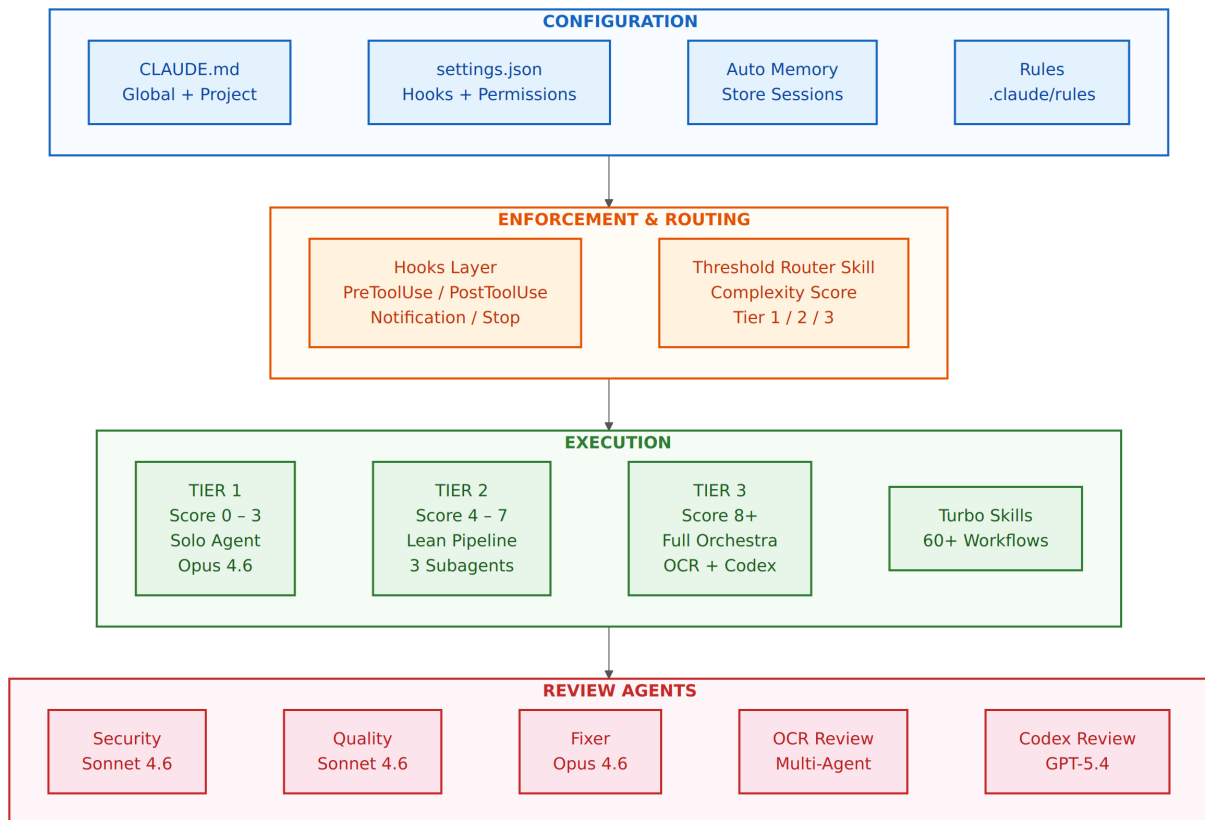 CONFIGURATION
CLAUDE.md
Global + Project
settings.json
Hooks + Permissions
Auto Memory
Store Sessions
Rules
.claude/rules
ENFORCEMENT & ROUTING
Hooks Layer
PreToolUse / PostToolUse
Notification / Stop
Threshold Router Skill
Complexity Score
Tier 1 / 2 / 3
EXECUTION
TIER 1
Score 0 – 3
Solo Agent
Opus 4.6
TIER 2
Score 4 – 7
Lean Pipeline
3 Subagents
TIER 3
Score 8+
Full Orchestra
OCR + Codex
Turbo Skills
60+ Workflows
REVIEW AGENTS
Security
Sonnet 4.6
Quality
Sonnet 4.6
Fixer
Opus 4.6
OCR Review
Multi-Agent
Codex Review
GPT-5.4